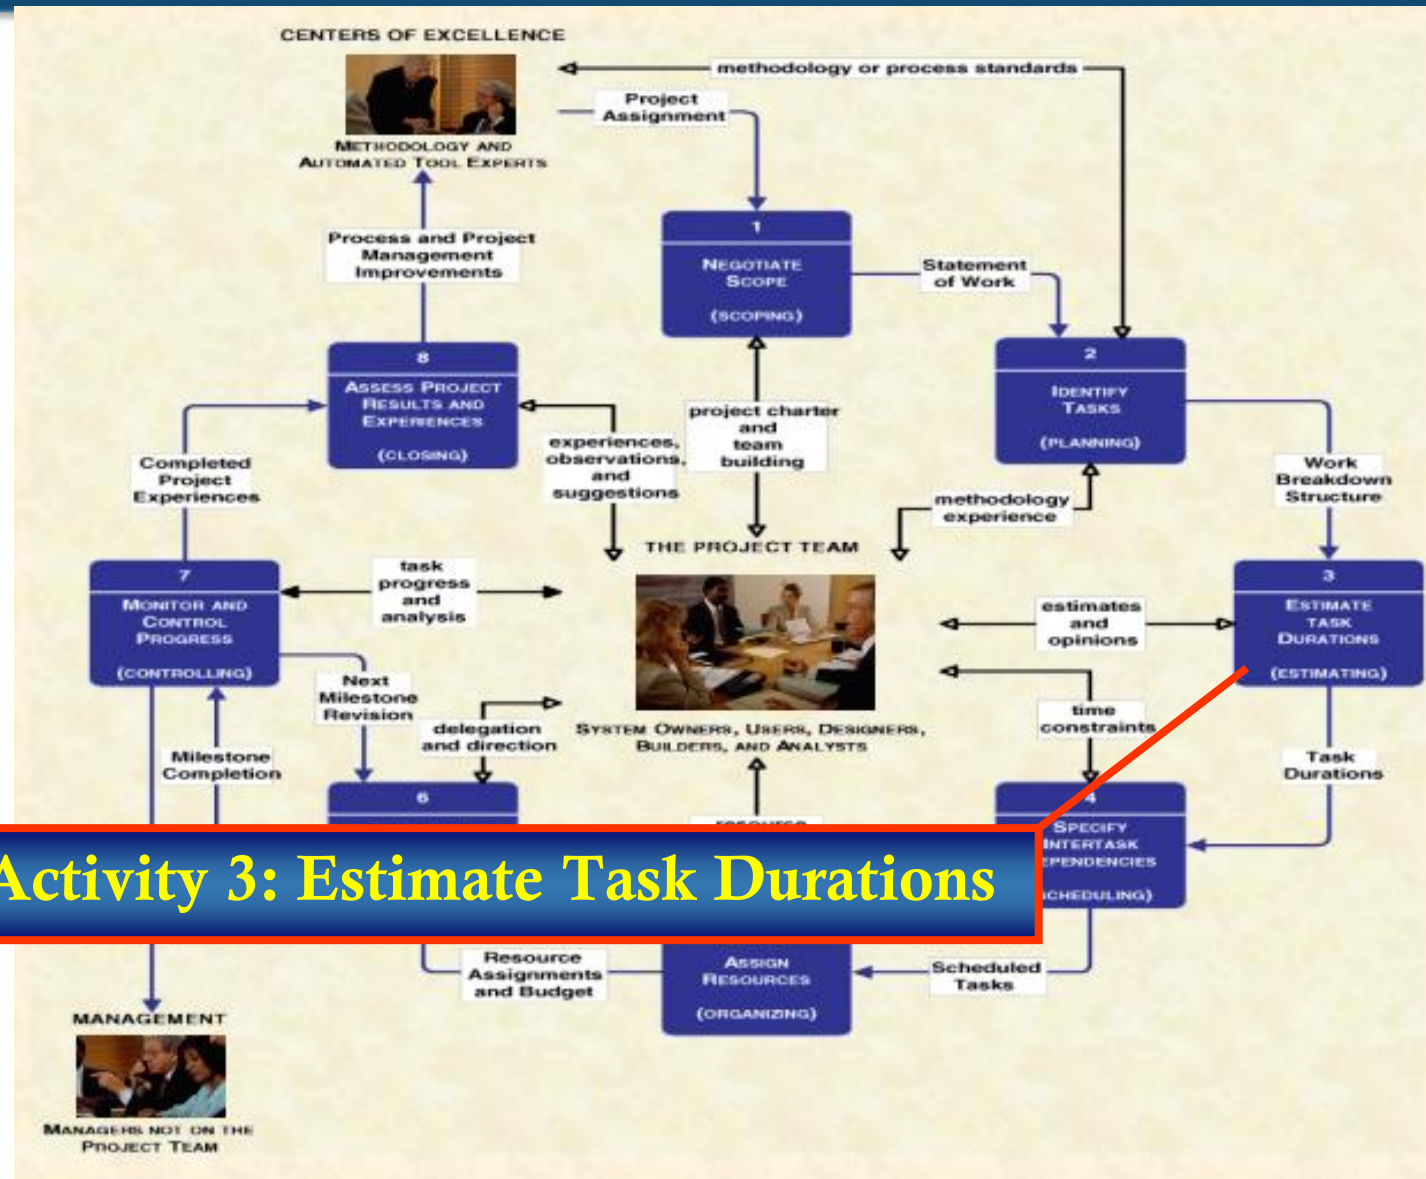 CENTERS OF EXCELLENCE
METHODOLOGY AND
AUTOMATED TOOL EXPERTS
methodology or process standards
Project
Assignment
Process and Project
Management
Improvements
1
NEGOTIATE
SCOPE
(SCOPING)
Statement
of Work
2
IDENTIFY
TASKS
(PLANNING)
8
ASSESS PROJECT
RESULTS AND
EXPERIENCES
(CLOSING)
project charter
and
team
building
experiences,
observations,
and
suggestions
Completed
Project
Experiences
methodology
experience
Work
Breakdown
Structure
THE PROJECT TEAM
SYSTEM OWNERS, USERS, DESIGNERS,
BUILDERS, AND ANALYSTS
7
MONITOR AND
CONTROL
PROGRESS
(CONTROLLING)
task
progress
and
analysis
estimates
and
opinions
3
ESTIMATE
TASK
DURATIONS
(ESTIMATING)
Next
Milestone
Revision
delegation
and direction
time
constraints
Milestone
Completion
Task
Durations
6
4
SPECIFY
INTERTASK
EPENDENCIES
CHEDULING)
Activity 3: Estimate Task Durations
Resource
Assignments
and Budget
ASSIGN
RESOURCES
(ORGANIZING)
Scheduled
Tasks
MANAGEMENT
MANAGERS NOT ON THE
PROJECT TEAM